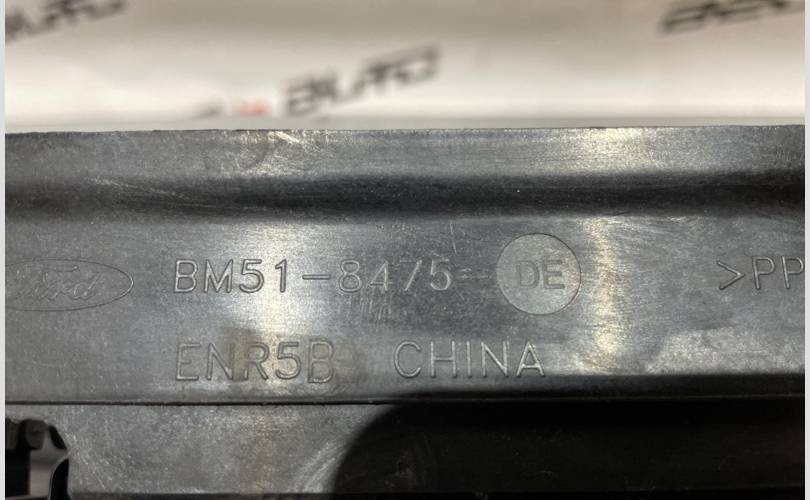 Ford BM51-8475-DE >PP
ENR5B CHINA